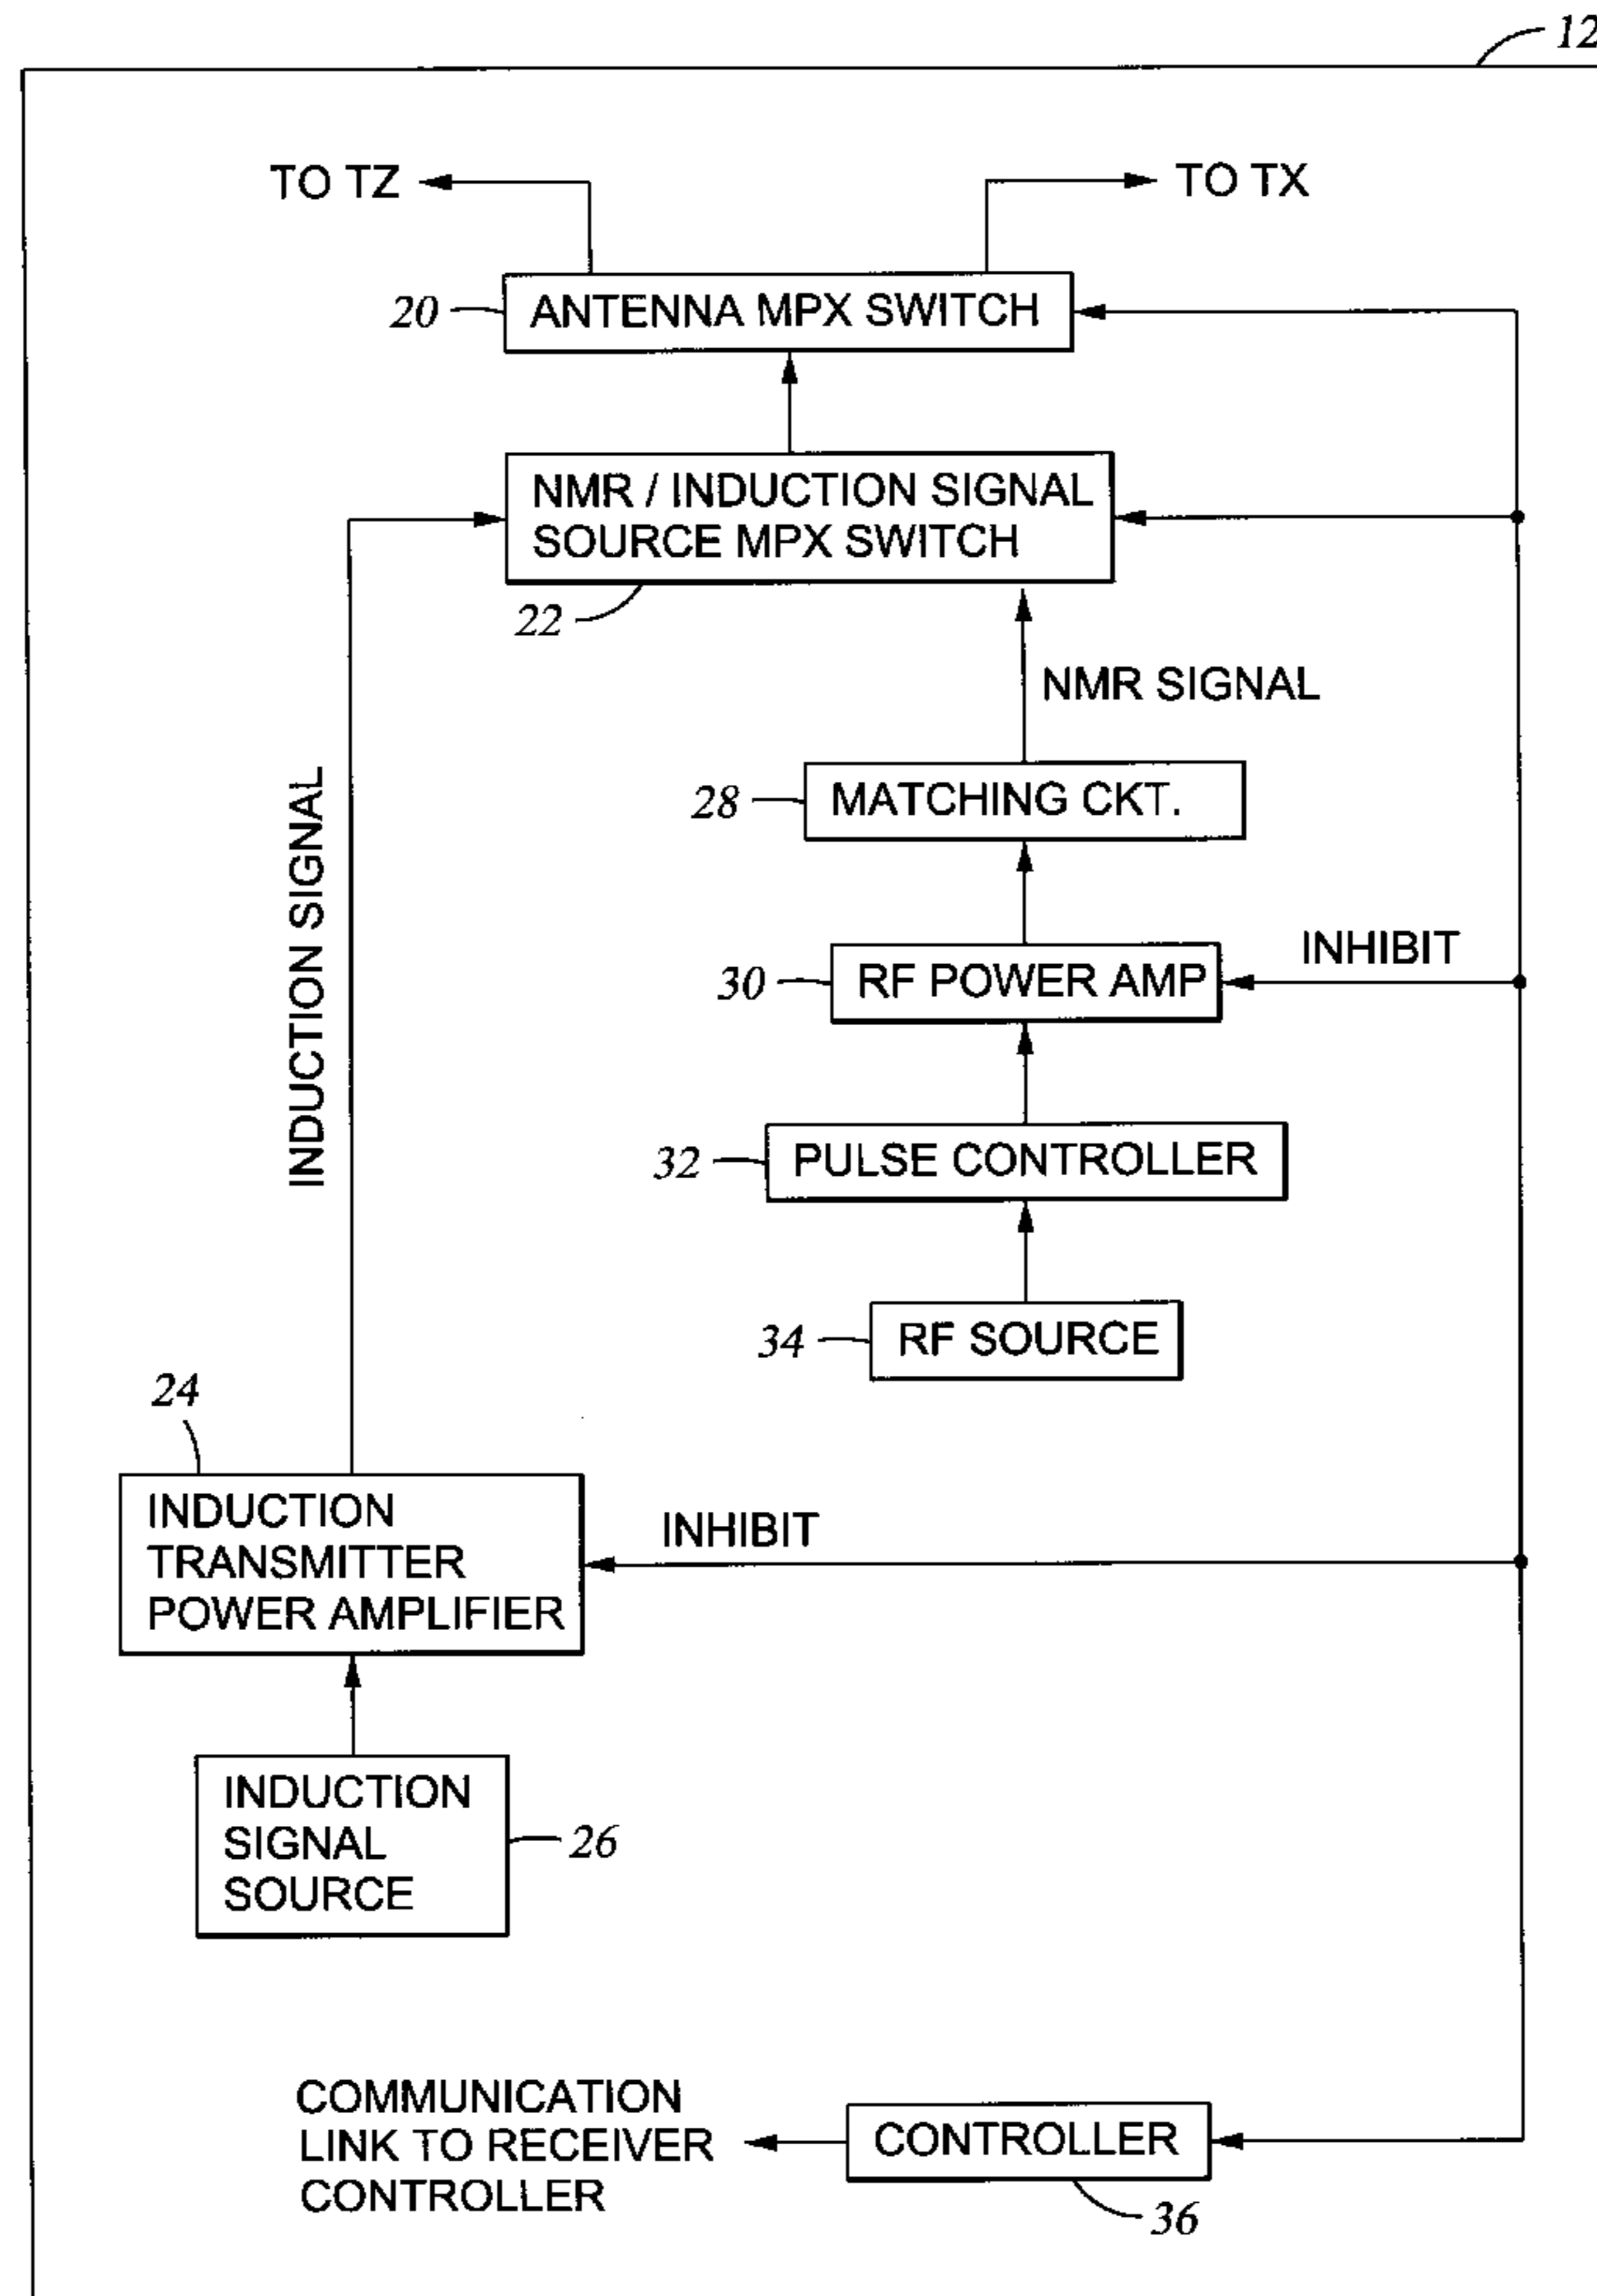 12
TO TZ
TO TX
20
ANTENNA MPX SWITCH
NMR / INDUCTION SIGNAL
SOURCE MPX SWITCH
22
NMR SIGNAL
INDUCTION SIGNAL
28
MATCHING CKT.
INHIBIT
30
RF POWER AMP
32
PULSE CONTROLLER
34
RF SOURCE
24
INDUCTION
TRANSMITTER
POWER AMPLIFIER
INHIBIT
INDUCTION
SIGNAL
SOURCE
26
COMMUNICATION
LINK TO RECEIVER
CONTROLLER
CONTROLLER
36